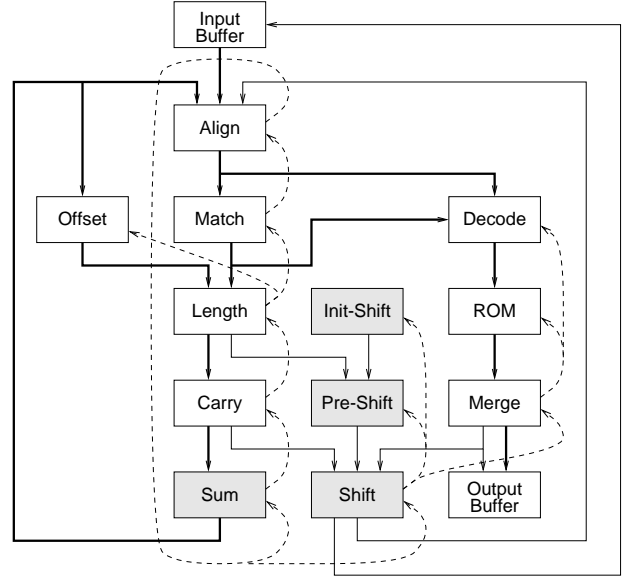 Input
Buffer
Align
Offset
Match
Decode
Length
Init-Shift
ROM
Carry
Pre-Shift
Merge
Sum
Shift
Output
Buffer